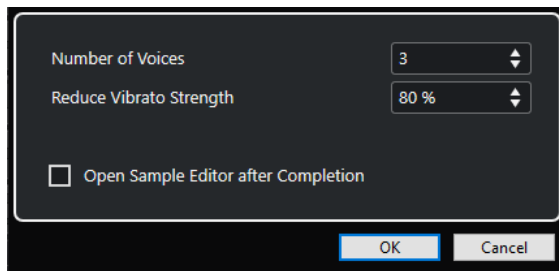 Number of Voices 3
Reduce Vibrato Strength 80 %
Open Sample Editor after Completion
OK Cancel